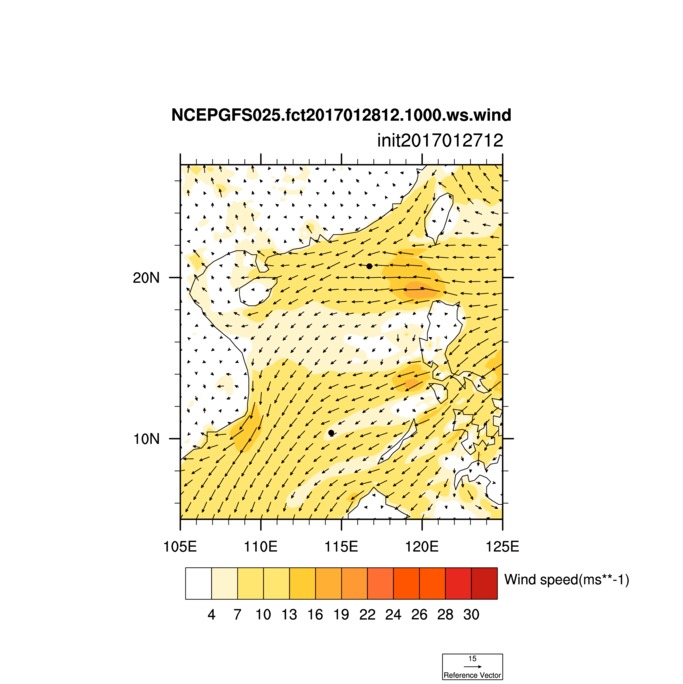 NCEPGFS025.fct2017012812.1000.ws.wind
init2017012712
20N
10N
105E 110E 115E 120E 125E
Wind speed(ms**-1)
4 7 10 13 16 19 22 24 26 28 30
15
Reference Vector